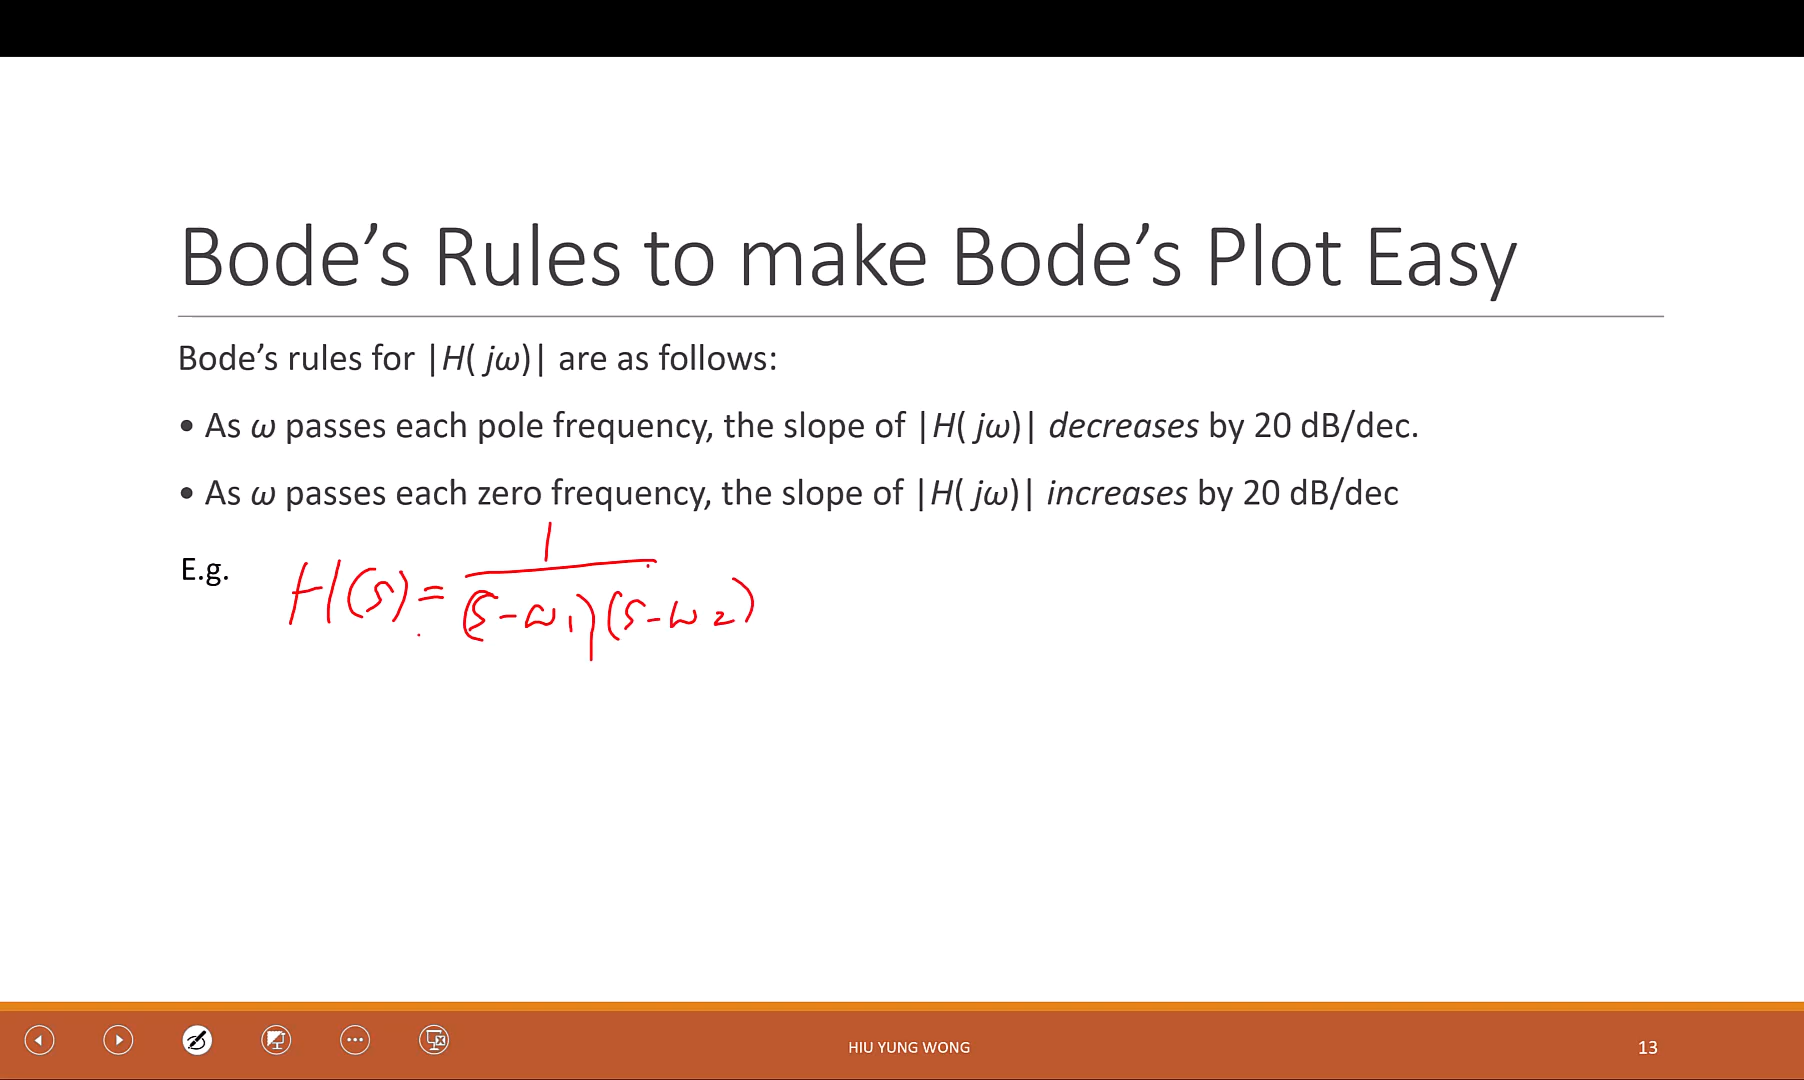 Bode’s Rules to make Bode’s Plot Easy
Bode’s rules for |H( jω)| are as follows:
• As ω passes each pole frequency, the slope of |H( jω)| decreases by 20 dB/dec.
• As ω passes each zero frequency, the slope of |H( jω)| increases by 20 dB/dec
E.g.
H(s) = 1 / (s-ω1)(s-ω2)
HIU YUNG WONG
13